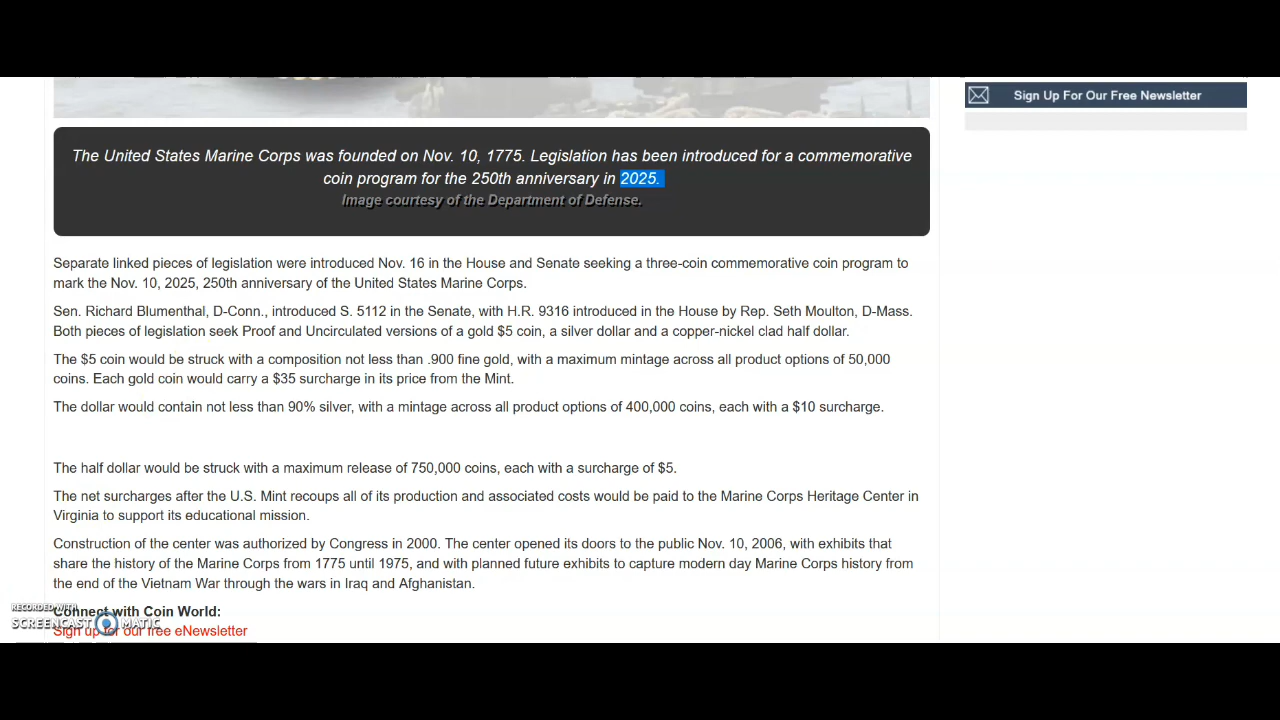 Sign Up For Our Free Newsletter
The United States Marine Corps was founded on Nov. 10, 1775. Legislation has been introduced for a commemorative
coin program for the 250th anniversary in 2025.
Image courtesy of the Department of Defense.
Separate linked pieces of legislation were introduced Nov. 16 in the House and Senate seeking a three-coin commemorative coin program to
mark the Nov. 10, 2025, 250th anniversary of the United States Marine Corps.
Sen. Richard Blumenthal, D-Conn., introduced S. 5112 in the Senate, with H.R. 9316 introduced in the House by Rep. Seth Moulton, D-Mass.
Both pieces of legislation seek Proof and Uncirculated versions of a gold $5 coin, a silver dollar and a copper-nickel clad half dollar.
The $5 coin would be struck with a composition not less than .900 fine gold, with a maximum mintage across all product options of 50,000
coins. Each gold coin would carry a $35 surcharge in its price from the Mint.
The dollar would contain not less than 90% silver, with a mintage across all product options of 400,000 coins, each with a $10 surcharge.
The half dollar would be struck with a maximum release of 750,000 coins, each with a surcharge of $5.
The net surcharges after the U.S. Mint recoups all of its production and associated costs would be paid to the Marine Corps Heritage Center in
Virginia to support its educational mission.
Construction of the center was authorized by Congress in 2000. The center opened its doors to the public Nov. 10, 2006, with exhibits that
share the history of the Marine Corps from 1775 until 1975, and with planned future exhibits to capture modern day Marine Corps history from
the end of the Vietnam War through the wars in Iraq and Afghanistan.
RECORDED WITH
Connect with Coin World:
SCREENCAST MATIC
Sign up for our free eNewsletter